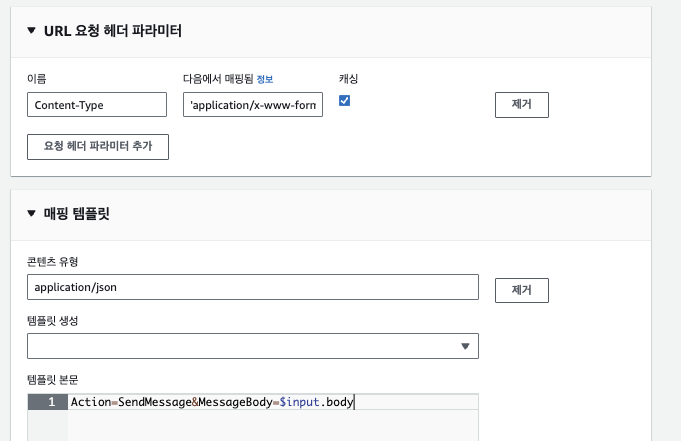 ▼ URL 요청 헤더 파라미터
이름 다음에서 매핑됨 정보 캐싱
Content-Type 'application/x-www-form 제거
요청 헤더 파라미터 추가
▼ 매핑 템플릿
콘텐츠 유형
application/json 제거
템플릿 생성
템플릿 본문
1 Action=SendMessage&MessageBody=$input.body